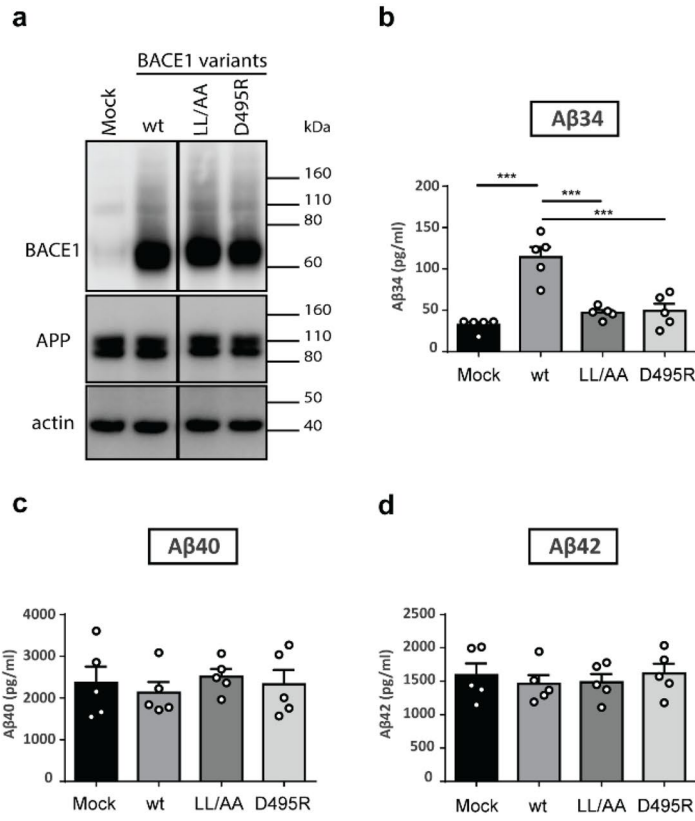 a
BACE1 variants
Mock
wt
LL/AA
D495R
kDa
BACE1
160
110
80
60
APP
160
110
80
actin
50
40
b
Aβ34
Aβ34 (pg/ml)
200
150
100
50
0
***
***
***
Mock wt LL/AA D495R
c
Aβ40
Aβ40 (pg/ml)
4000
3000
2000
1000
0
Mock wt LL/AA D495R
d
Aβ42
Aβ42 (pg/ml)
2500
2000
1500
1000
500
0
Mock wt LL/AA D495R